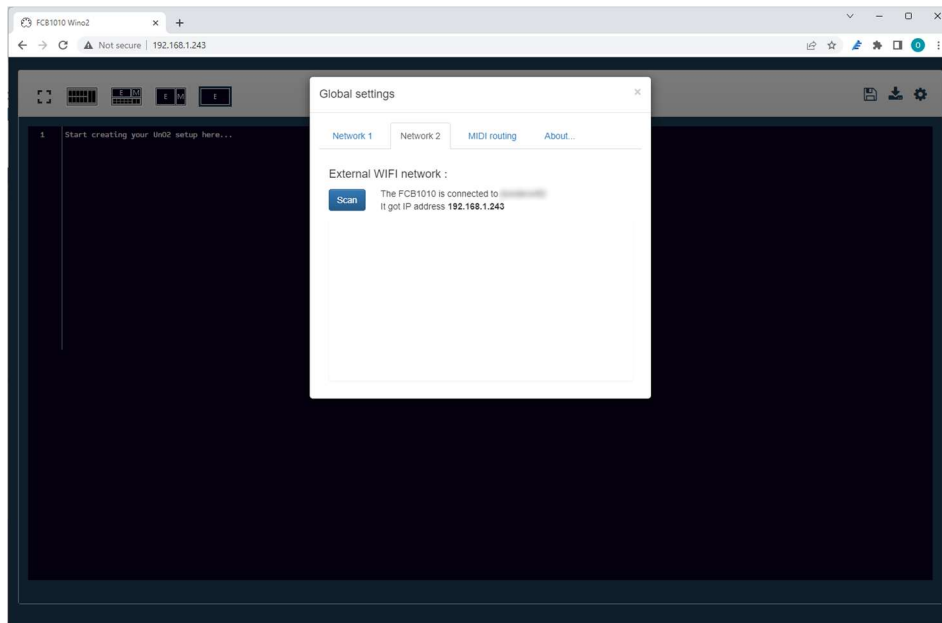 FCB1010 Wino2
Not secure 192.168.1.243
O
E M
E M
E
Global settings
Network 1 Network 2 MIDI routing About...
1 Start creating your UnO2 setup here...
External WIFI network :
Scan
The FCB1010 is connected to
It got IP address 192.168.1.243